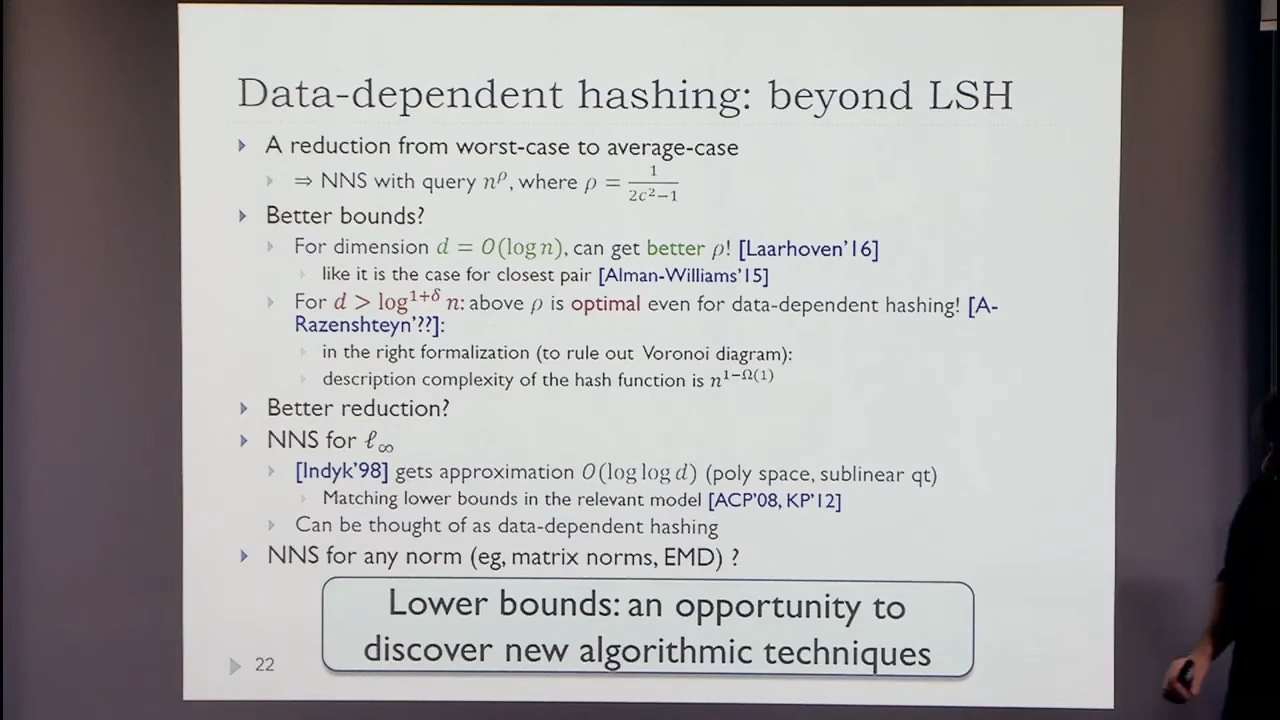 Data-dependent hashing: beyond LSH
A reduction from worst-case to average-case
⇒ NNS with query n^ρ, where ρ = 1/(2c²−1)
Better bounds?
For dimension d = O(log n), can get better ρ! [Laarhoven'16]
like it is the case for closest pair [Alman-Williams'15]
For d > log^{1+δ} n: above ρ is optimal even for data-dependent hashing! [A-
Razenshteyn'??]:
in the right formalization (to rule out Voronoi diagram):
description complexity of the hash function is n^{1−Ω(1)}
Better reduction?
NNS for ℓ∞
[Indyk'98] gets approximation O(log log d) (poly space, sublinear qt)
Matching lower bounds in the relevant model [ACP'08, KP'12]
Can be thought of as data-dependent hashing
NNS for any norm (eg, matrix norms, EMD) ?
Lower bounds: an opportunity to
discover new algorithmic techniques
22